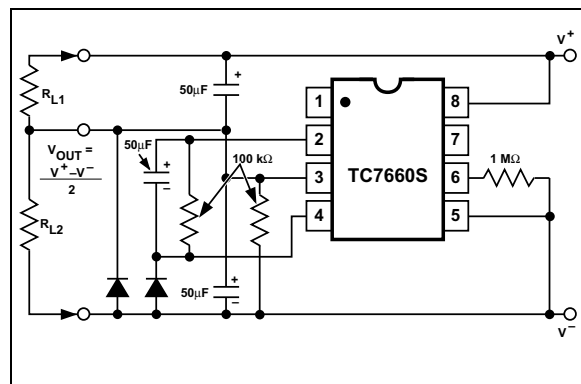 V+
RL1
50µF
+
1
8
VOUT =
V+–V–
2
50µF
+
–
100 kΩ
2
7
TC7660S
1 MΩ
3
6
4
5
RL2
50µF
+
–
V–